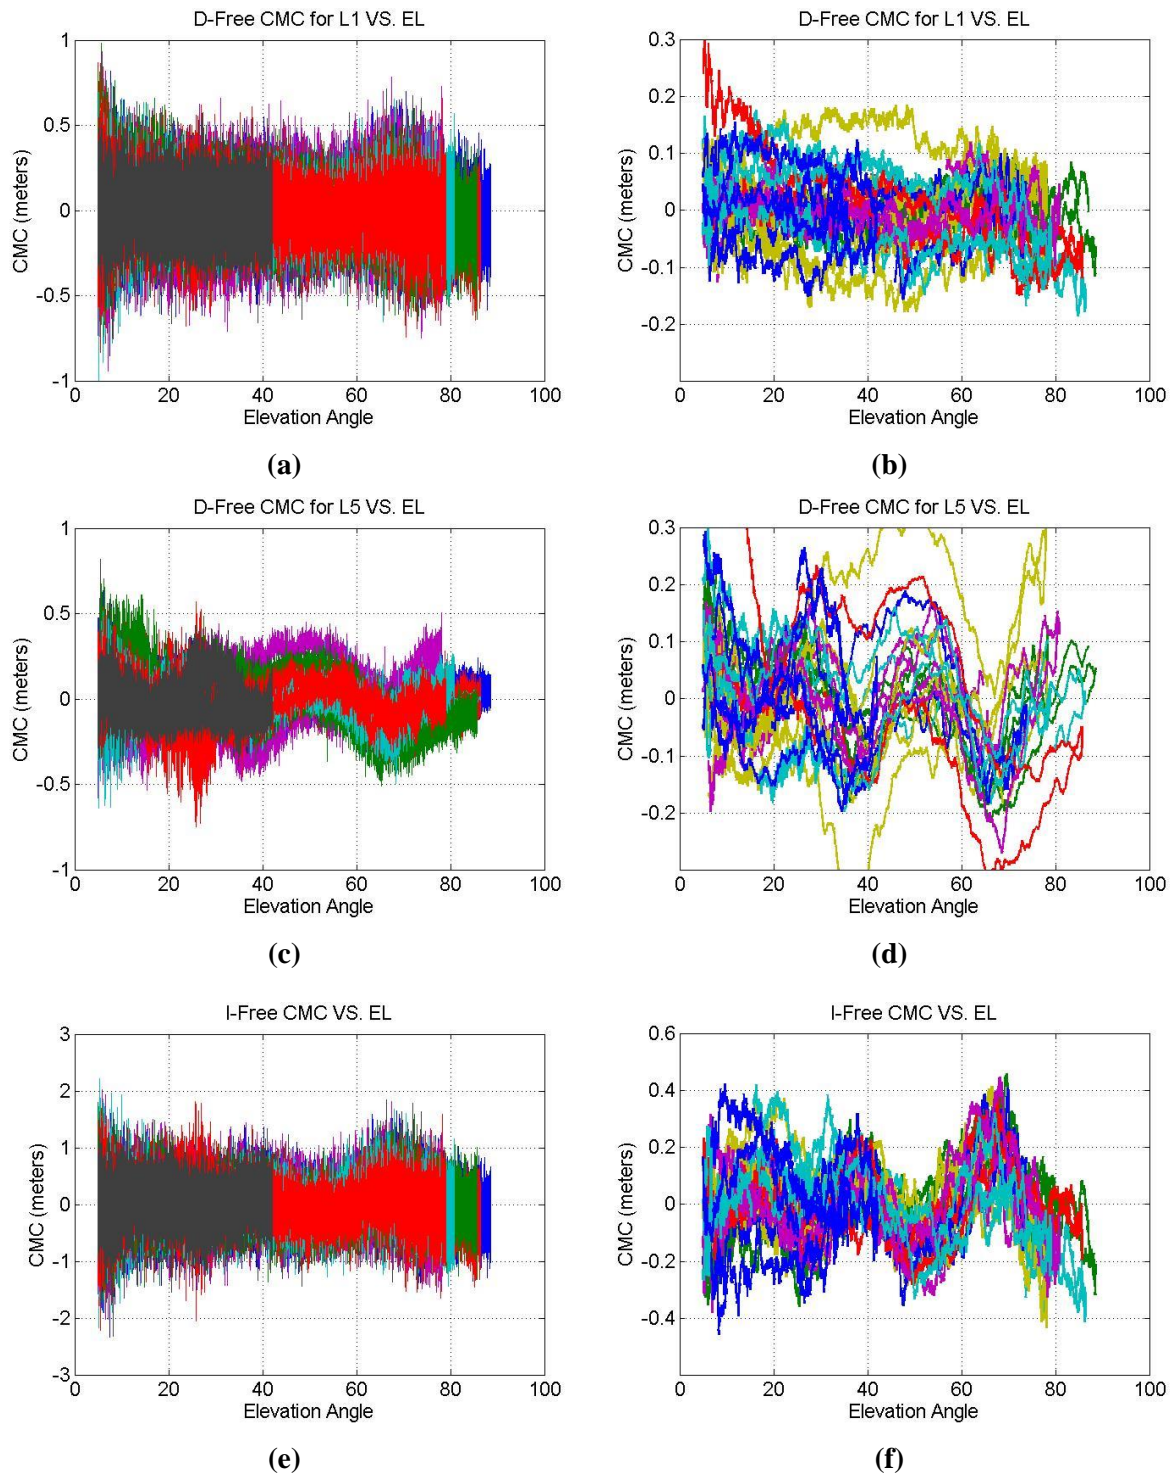 D-Free CMC for L1 VS. EL
1
0.5
0
-0.5
-1
0 20 40 60 80 100
CMC (meters)
Elevation Angle
(a)
D-Free CMC for L1 VS. EL
0.3
0.2
0.1
0
-0.1
-0.2
0 20 40 60 80 100
CMC (meters)
Elevation Angle
(b)
D-Free CMC for L5 VS. EL
1
0.5
0
-0.5
-1
0 20 40 60 80 100
CMC (meters)
Elevation Angle
(c)
D-Free CMC for L5 VS. EL
0.3
0.2
0.1
0
-0.1
-0.2
0 20 40 60 80 100
CMC (meters)
Elevation Angle
(d)
I-Free CMC VS. EL
3
2
1
0
-1
-2
-3
0 20 40 60 80 100
CMC (meters)
Elevation Angle
(e)
I-Free CMC VS. EL
0.6
0.4
0.2
0
-0.2
-0.4
0 20 40 60 80 100
CMC (meters)
Elevation Angle
(f)